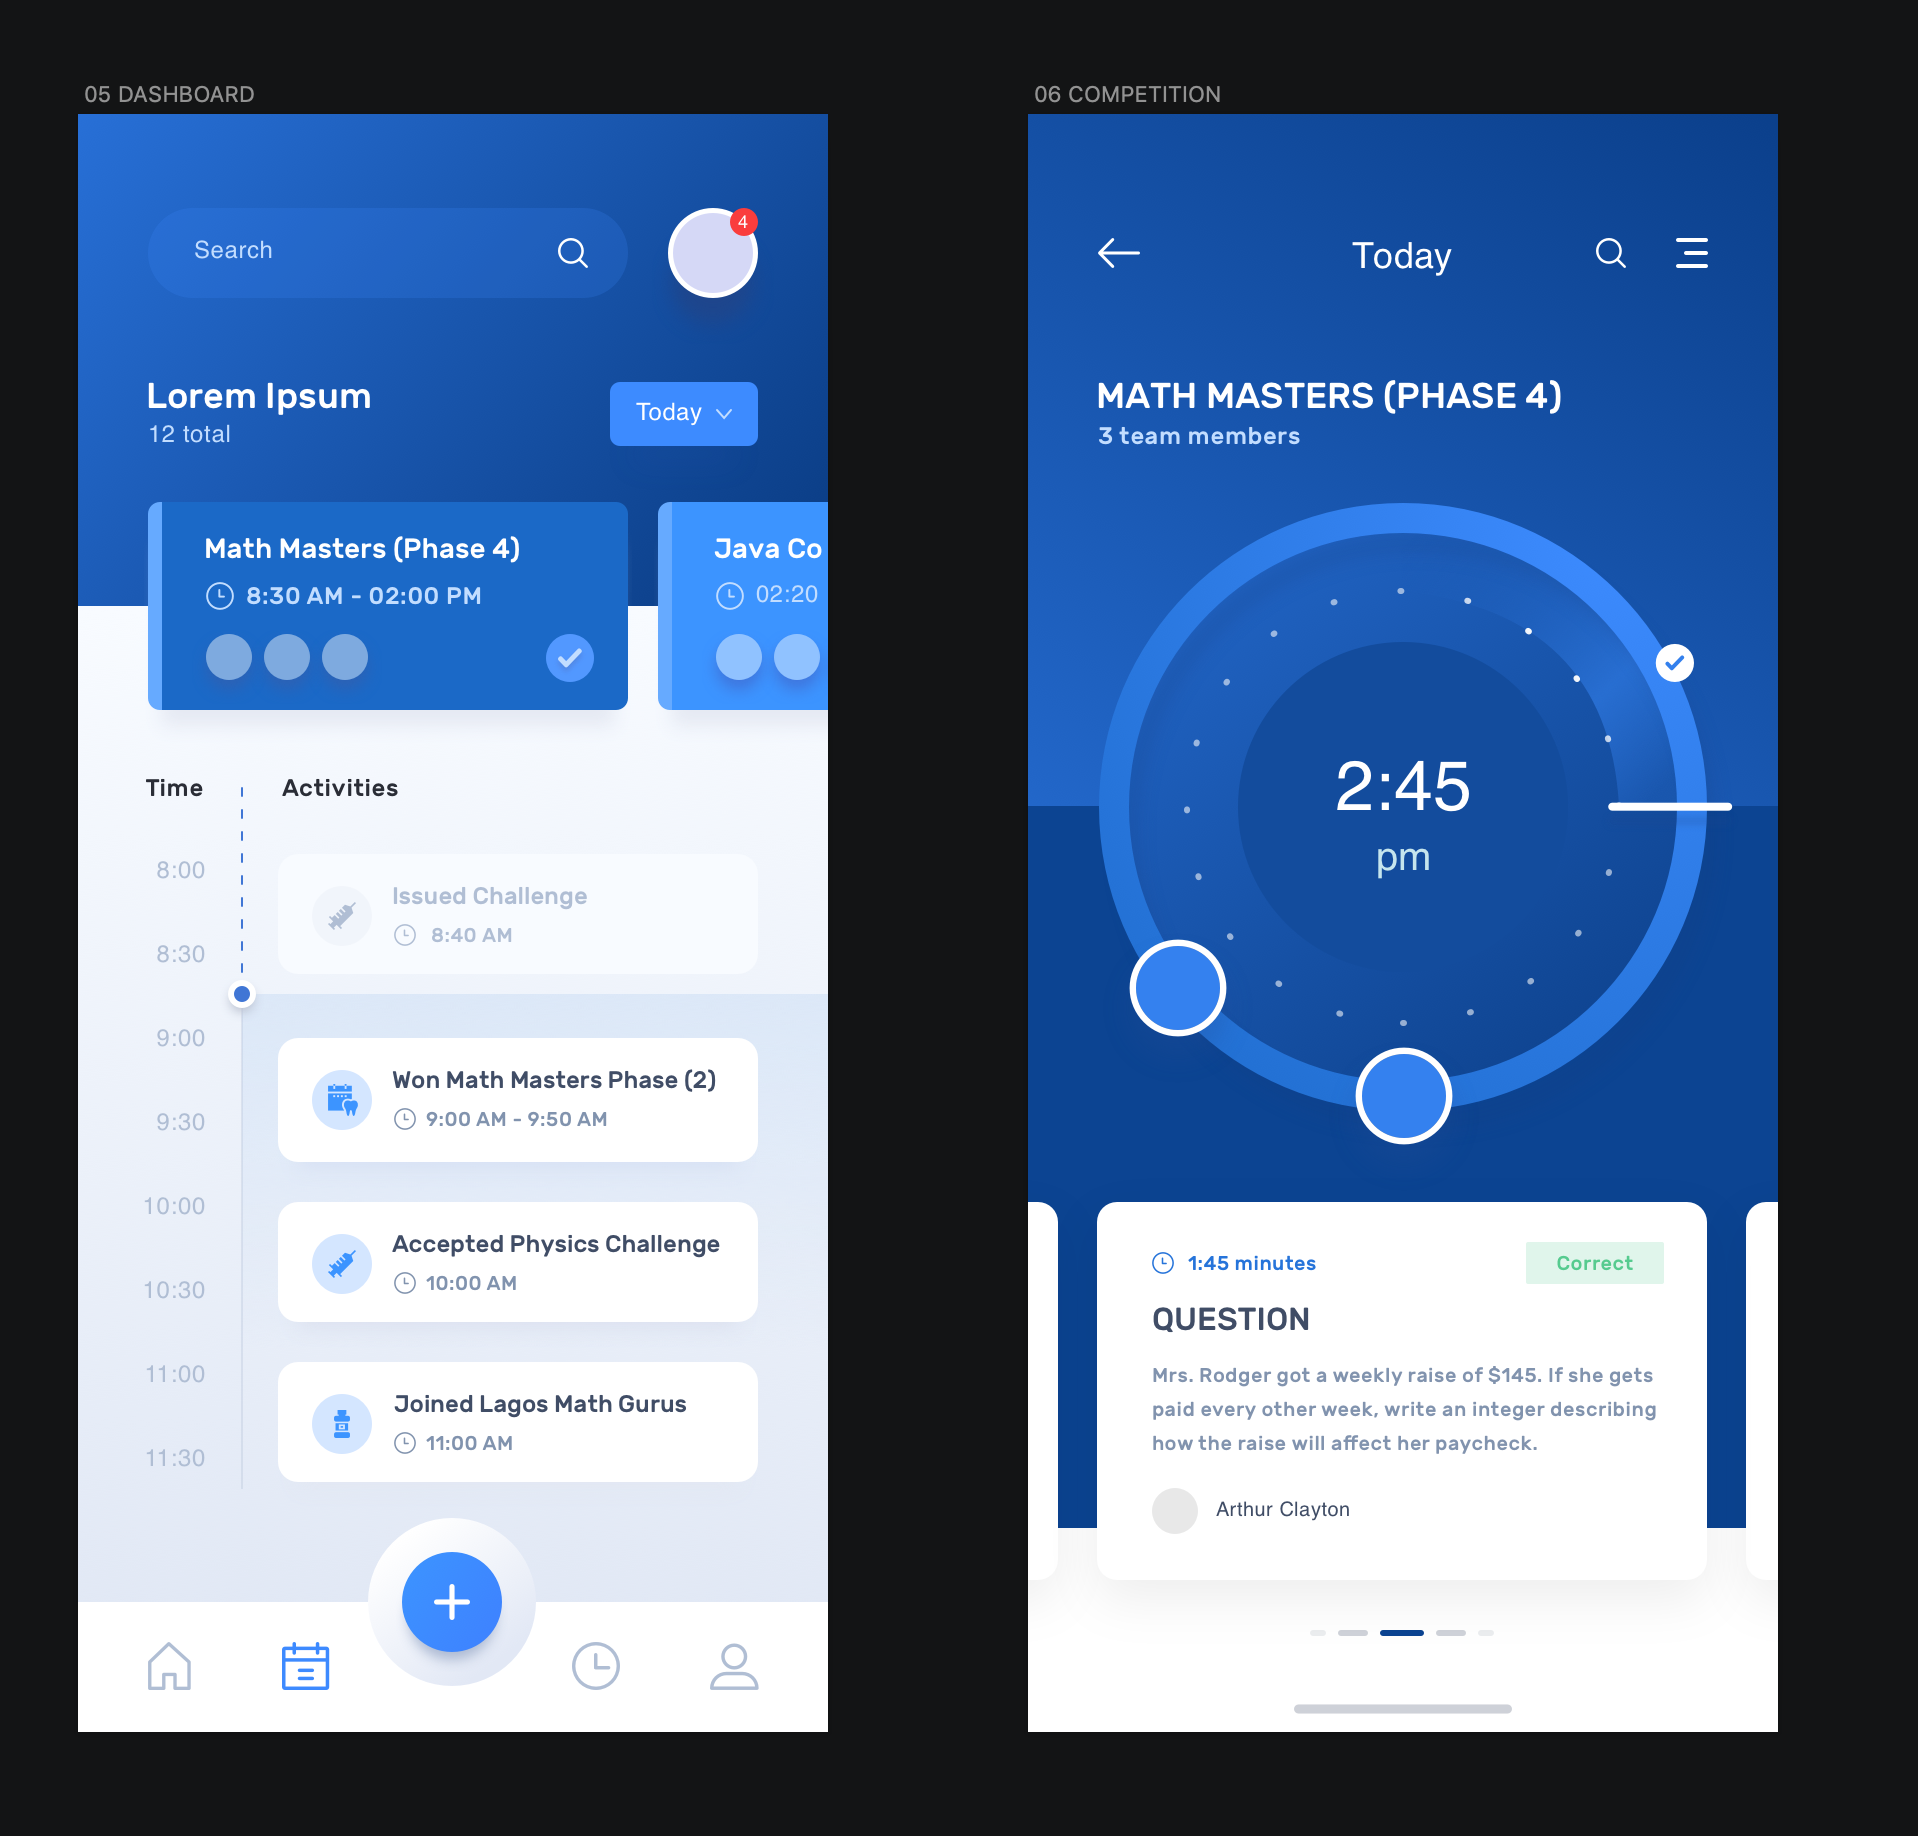 05 DASHBOARD
Search
4
Lorem Ipsum
12 total
Today
Math Masters (Phase 4)
8:30 AM - 02:00 PM
Java Co
02:20
Time
Activities
8:00
Issued Challenge
8:40 AM
8:30
9:00
Won Math Masters Phase (2)
9:00 AM - 9:50 AM
9:30
10:00
Accepted Physics Challenge
10:00 AM
10:30
11:00
Joined Lagos Math Gurus
11:00 AM
11:30
06 COMPETITION
Today
MATH MASTERS (PHASE 4)
3 team members
2:45
pm
1:45 minutes
Correct
QUESTION
Mrs. Rodger got a weekly raise of $145. If she gets
paid every other week, write an integer describing
how the raise will affect her paycheck.
Arthur Clayton